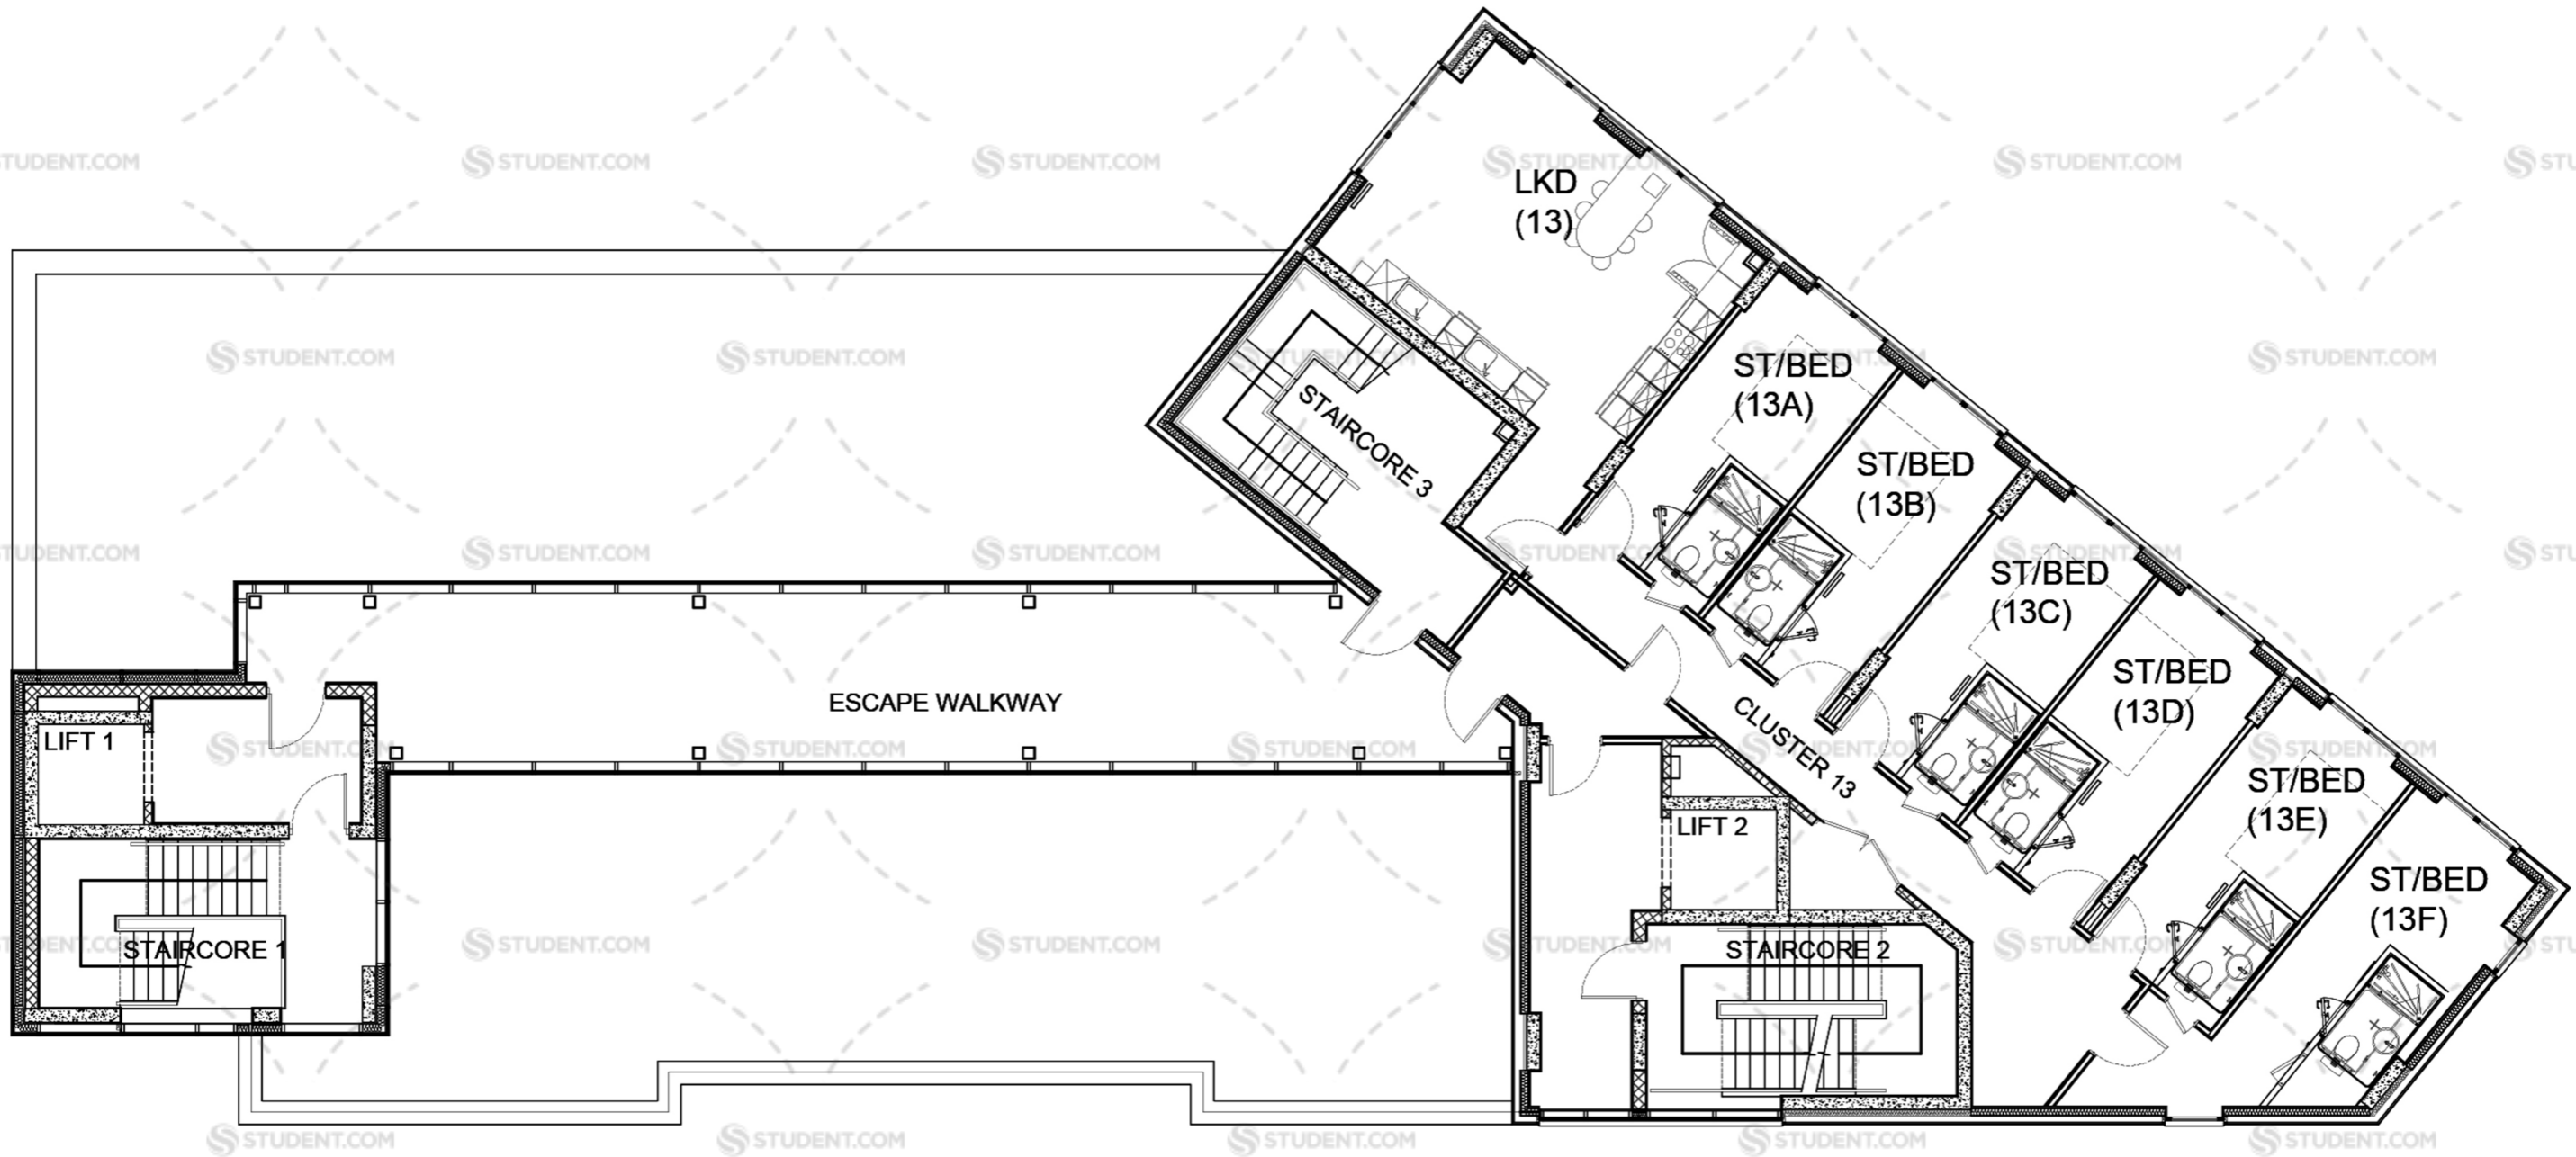 LKD
(13)
ST/BED
(13A)
ST/BED
(13B)
ST/BED
(13C)
ST/BED
(13D)
ST/BED
(13E)
ST/BED
(13F)
STAIRCORE 3
ESCAPE WALKWAY
CLUSTER 13
LIFT 1
LIFT 2
STAIRCORE 1
STAIRCORE 2
STUDENT.COM